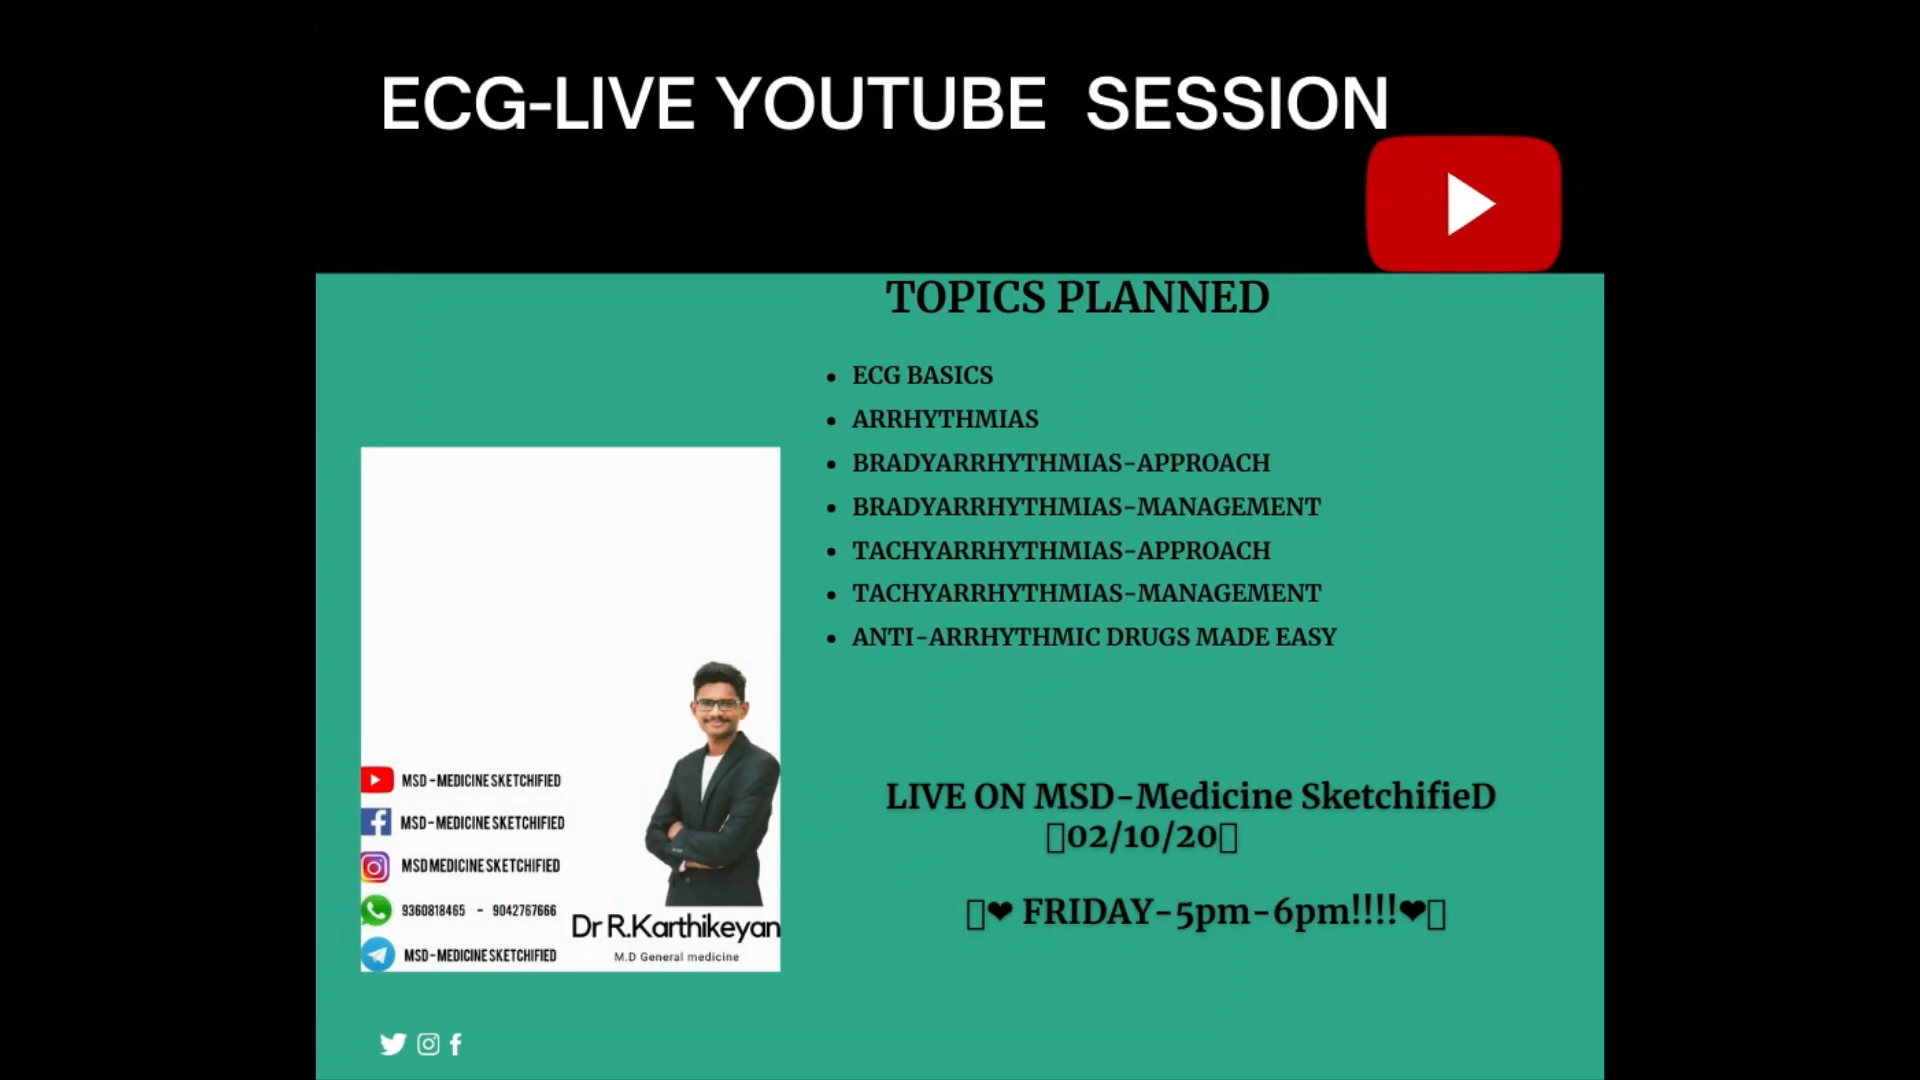 ECG-LIVE YOUTUBE SESSION
TOPICS PLANNED
• ECG BASICS
• ARRHYTHMIAS
• BRADYARRHYTHMIAS-APPROACH
• BRADYARRHYTHMIAS-MANAGEMENT
• TACHYARRHYTHMIAS-APPROACH
• TACHYARRHYTHMIAS-MANAGEMENT
• ANTI-ARRHYTHMIC DRUGS MADE EASY
MSD - MEDICINE SKETCHIFIED
MSD - MEDICINE SKETCHIFIED
MSD MEDICINE SKETCHIFIED
9360818465 - 9042767666
MSD - MEDICINE SKETCHIFIED
Dr R.Karthikeyan
M.D General medicine
LIVE ON MSD-Medicine SketchifieD
02/10/20
❤ FRIDAY-5pm-6pm!!!!❤